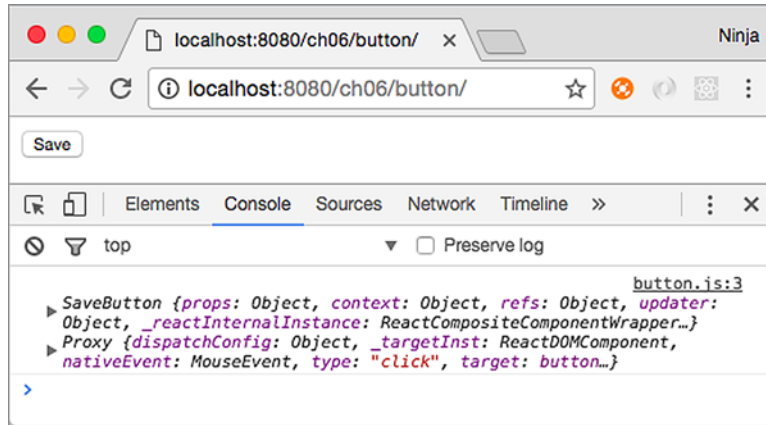 localhost:8080/ch06/button/ Ninja
localhost:8080/ch06/button/
Save
Elements Console Sources Network Timeline »
top Preserve log
button.js:3
SaveButton {props: Object, context: Object, refs: Object, updater:
Object, _reactInternalInstance: ReactCompositeComponentWrapper…}
Proxy {dispatchConfig: Object, _targetInst: ReactDOMComponent,
nativeEvent: MouseEvent, type: "click", target: button…}
>